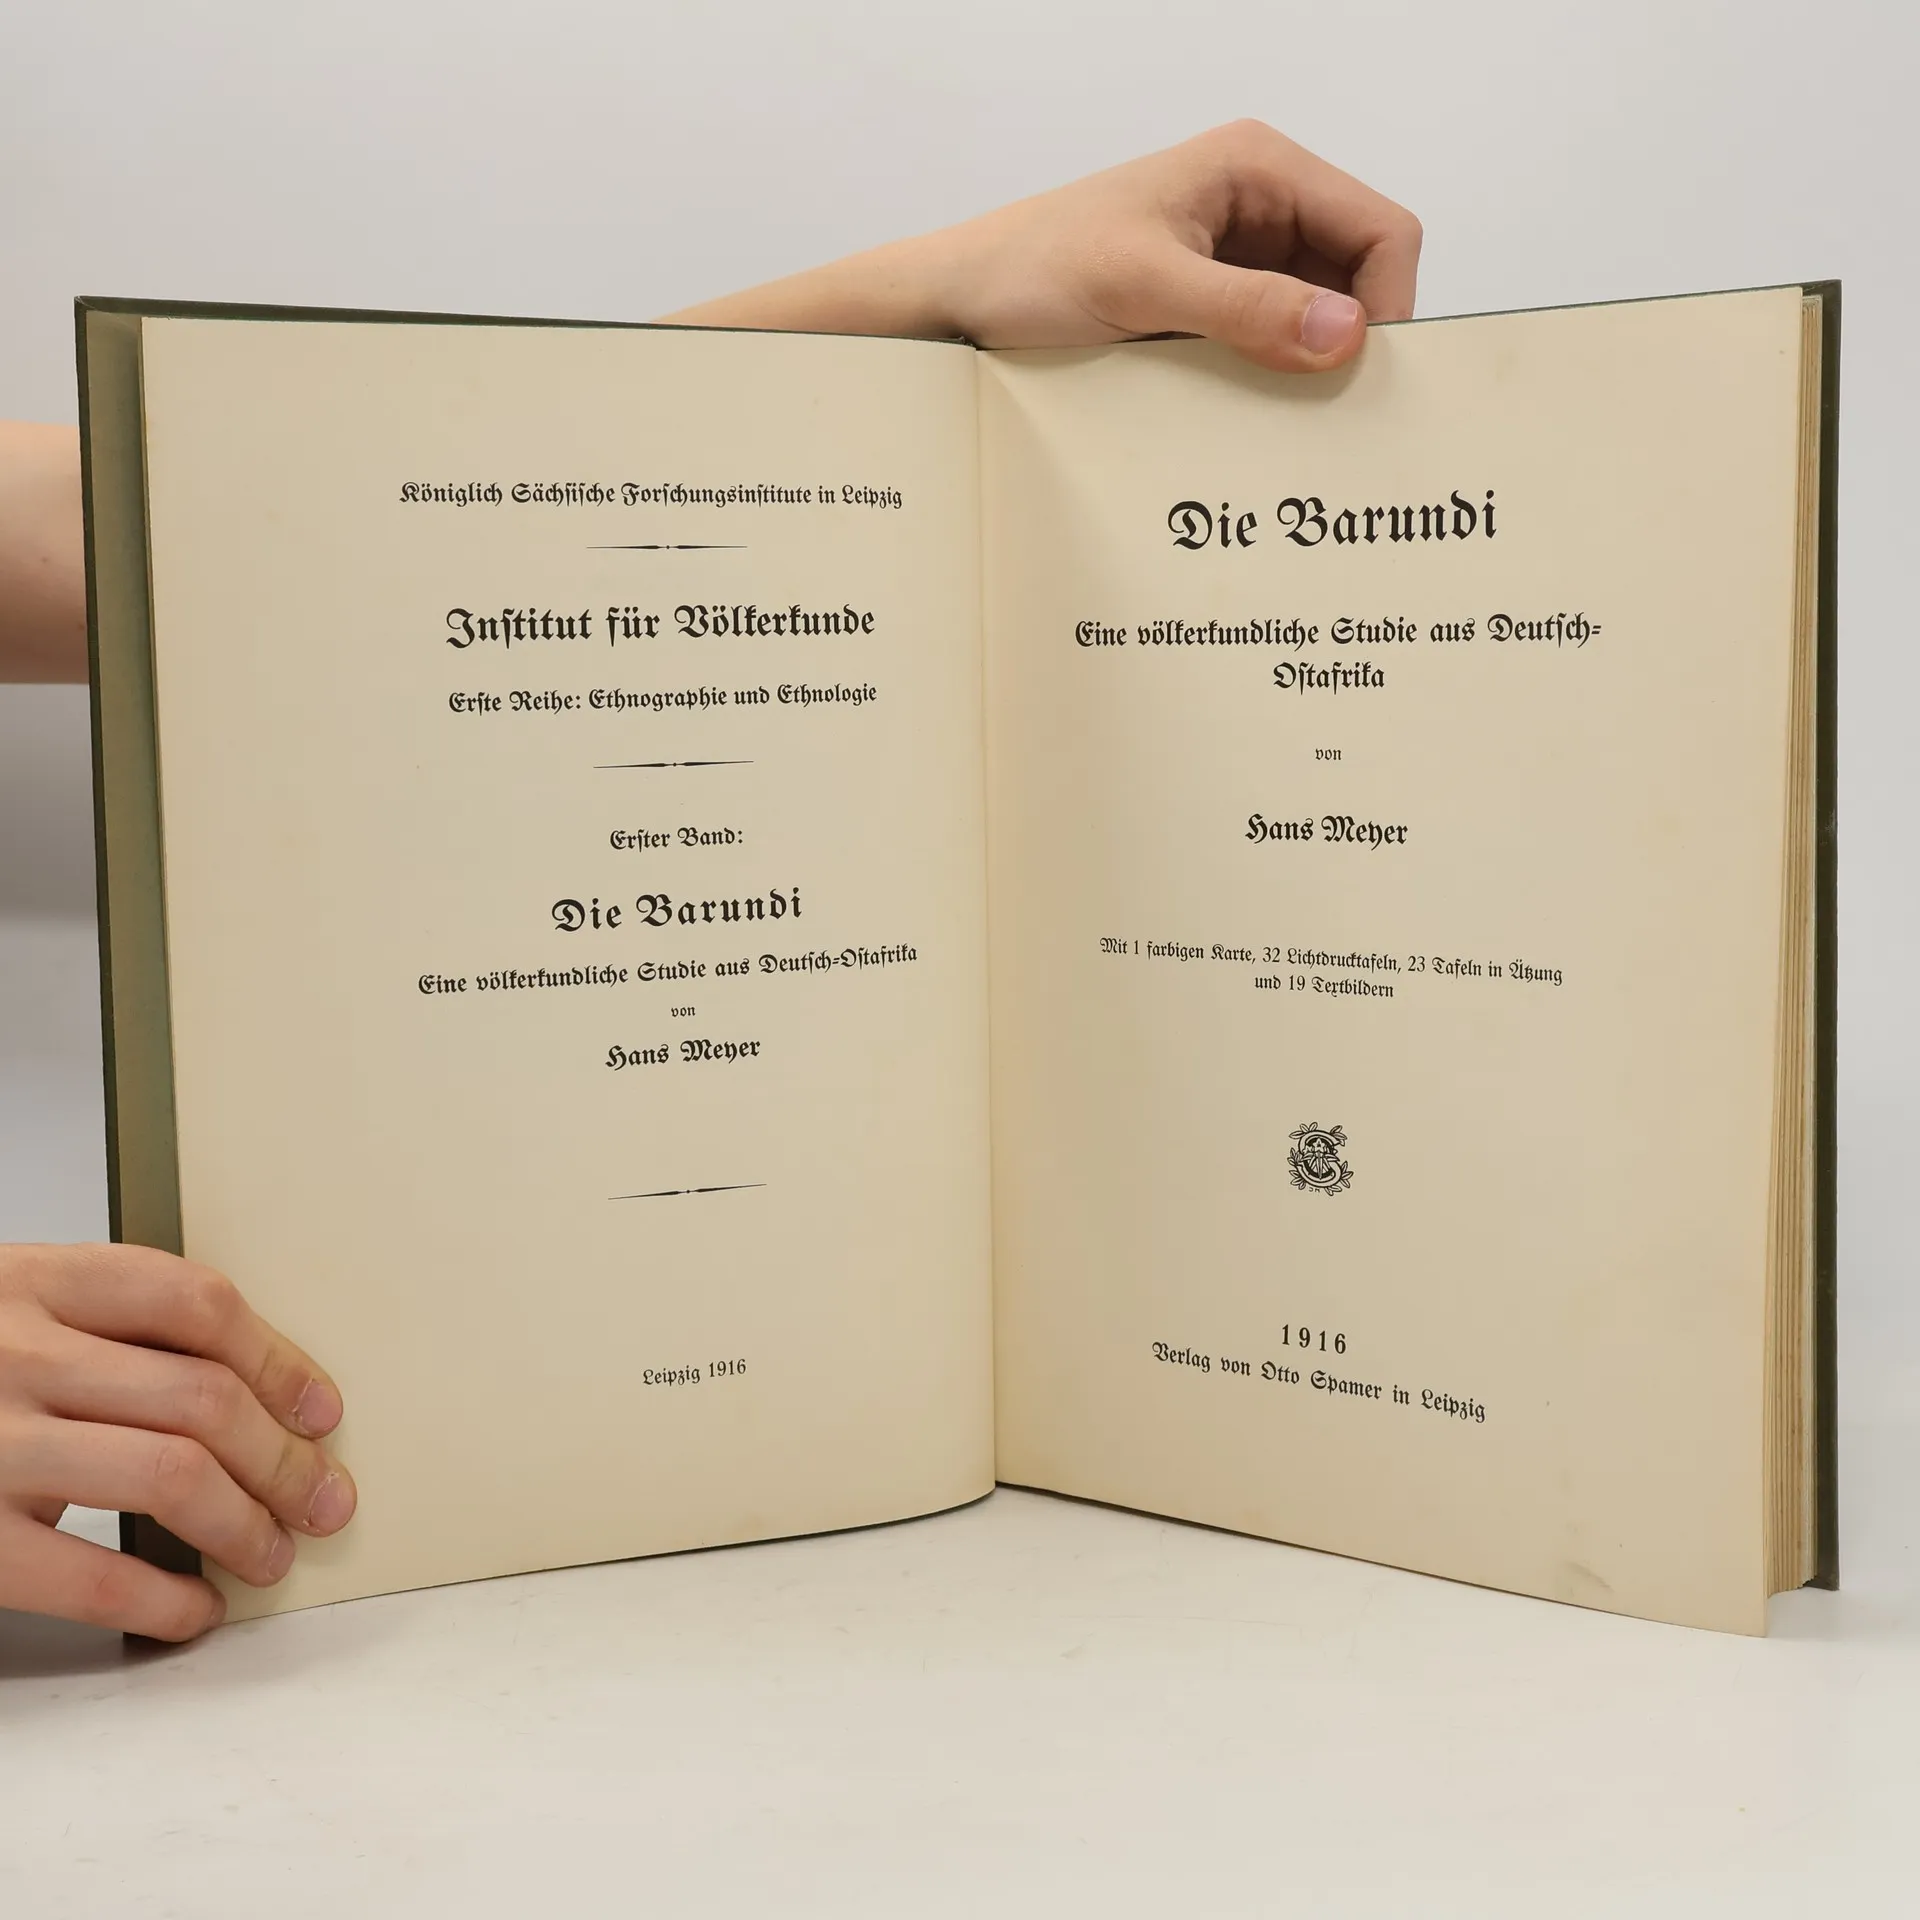 Königlich Sächsische Forschungsinstitute in Leipzig
Institut für Völkerkunde
Erste Reihe: Ethnographie und Ethnologie
Erster Band:
Die Barundi
Eine völkerkundliche Studie aus Deutsch-Ostafrika
von
Hans Meyer
Leipzig 1916
Die Barundi
Eine völkerkundliche Studie aus Deutsch-
Ostafrika
von
Hans Meyer
Mit 1 farbigen Karte, 32 Lichtdrucktafeln, 23 Tafeln in Ätzung
und 19 Textbildern
1916
Verlag von Otto Spamer in Leipzig